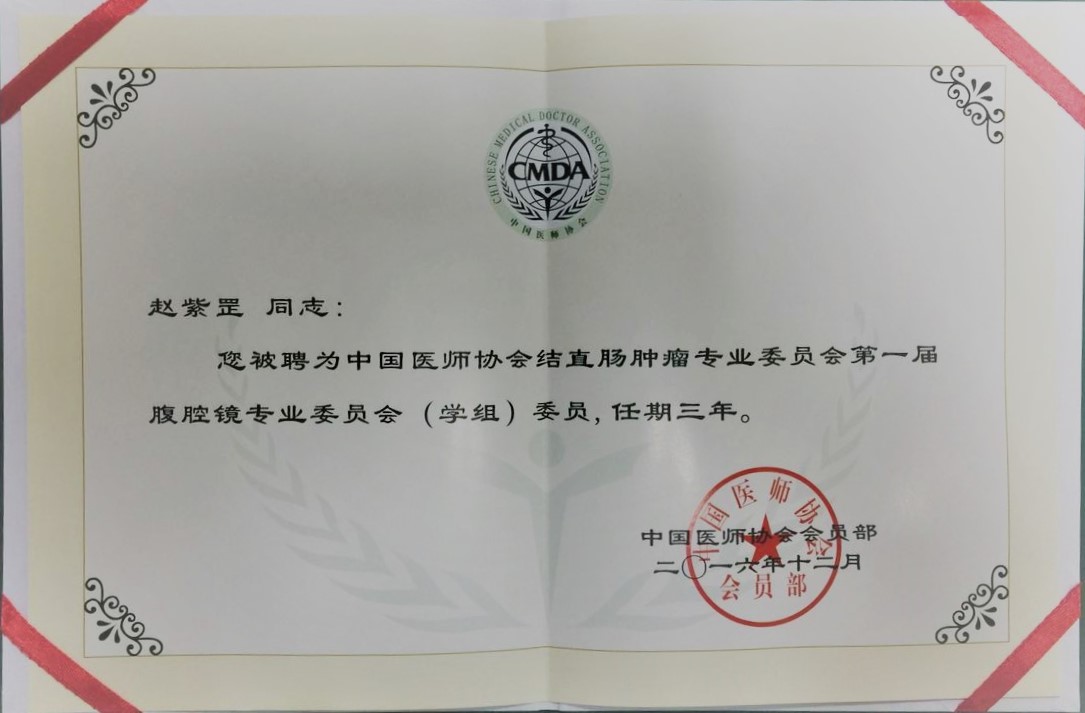 CHINESE MEDICAL DOCTOR ASSOCIATION
CMDA
中国医师协会
赵紫罡 同志：
您被聘为中国医师协会结直肠肿瘤专业委员会第一届
腹腔镜专业委员会（学组）委员，任期三年。
中国医师协会会员部
二〇一六年十二月
中国医师协会
会员部